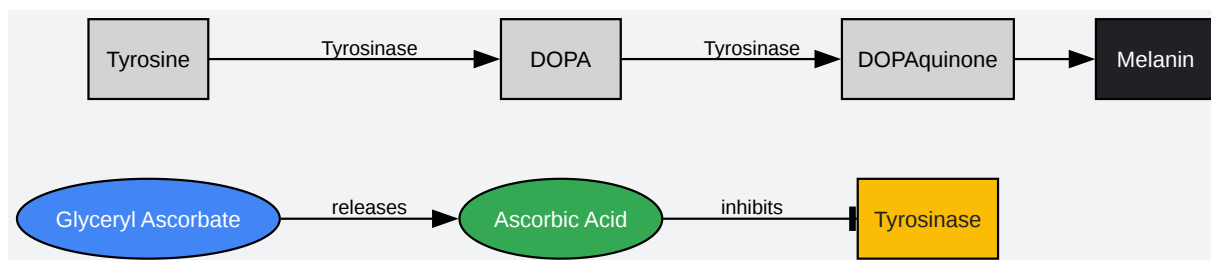 Tyrosine
Tyrosinase
DOPA
Tyrosinase
DOPAquinone
Melanin
Glyceryl Ascorbate
releases
Ascorbic Acid
inhibits
Tyrosinase